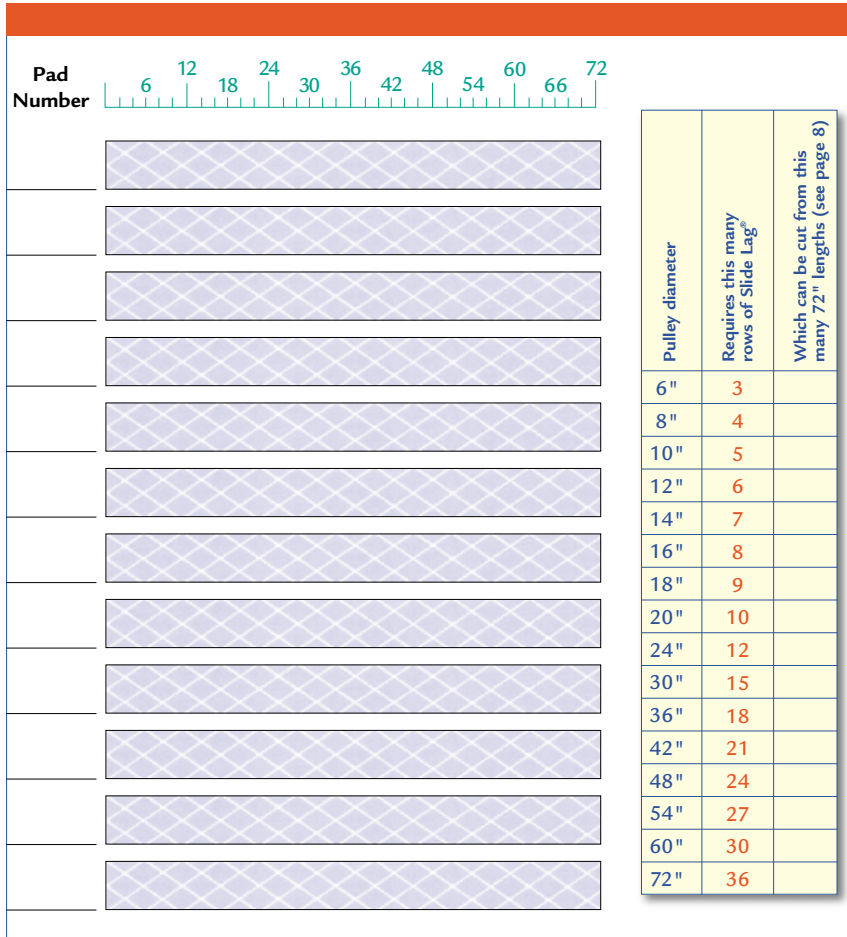 Pad
Number
6 12 18 24 30 36 42 48 54 60 66 72
Pulley diameter
Requires this many
rows of Slide Lag®
Which can be cut from this
many 72" lengths (see page 8)
6" 3
8" 4
10" 5
12" 6
14" 7
16" 8
18" 9
20" 10
24" 12
30" 15
36" 18
42" 21
48" 24
54" 27
60" 30
72" 36